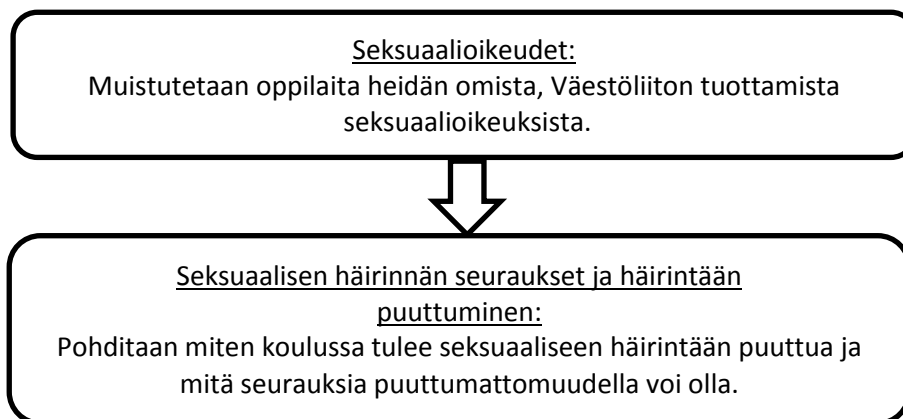 Seksuaalioikeudet:
Muistutetaan oppilaita heidän omista, Väestöliiton tuottamista
seksuaalioikeuksista.
Seksuaalisen häirinnän seuraukset ja häirintään
puuttuminen:
Pohditaan miten koulussa tulee seksuaaliseen häirintään puuttua ja
mitä seurauksia puuttumattomuudella voi olla.